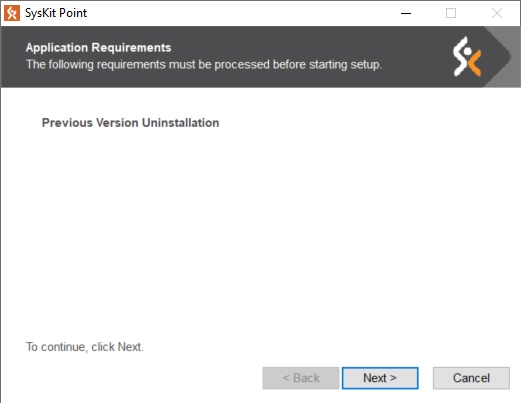 SysKit Point
Application Requirements
The following requirements must be processed before starting setup.
Previous Version Uninstallation
To continue, click Next.
< Back Next > Cancel